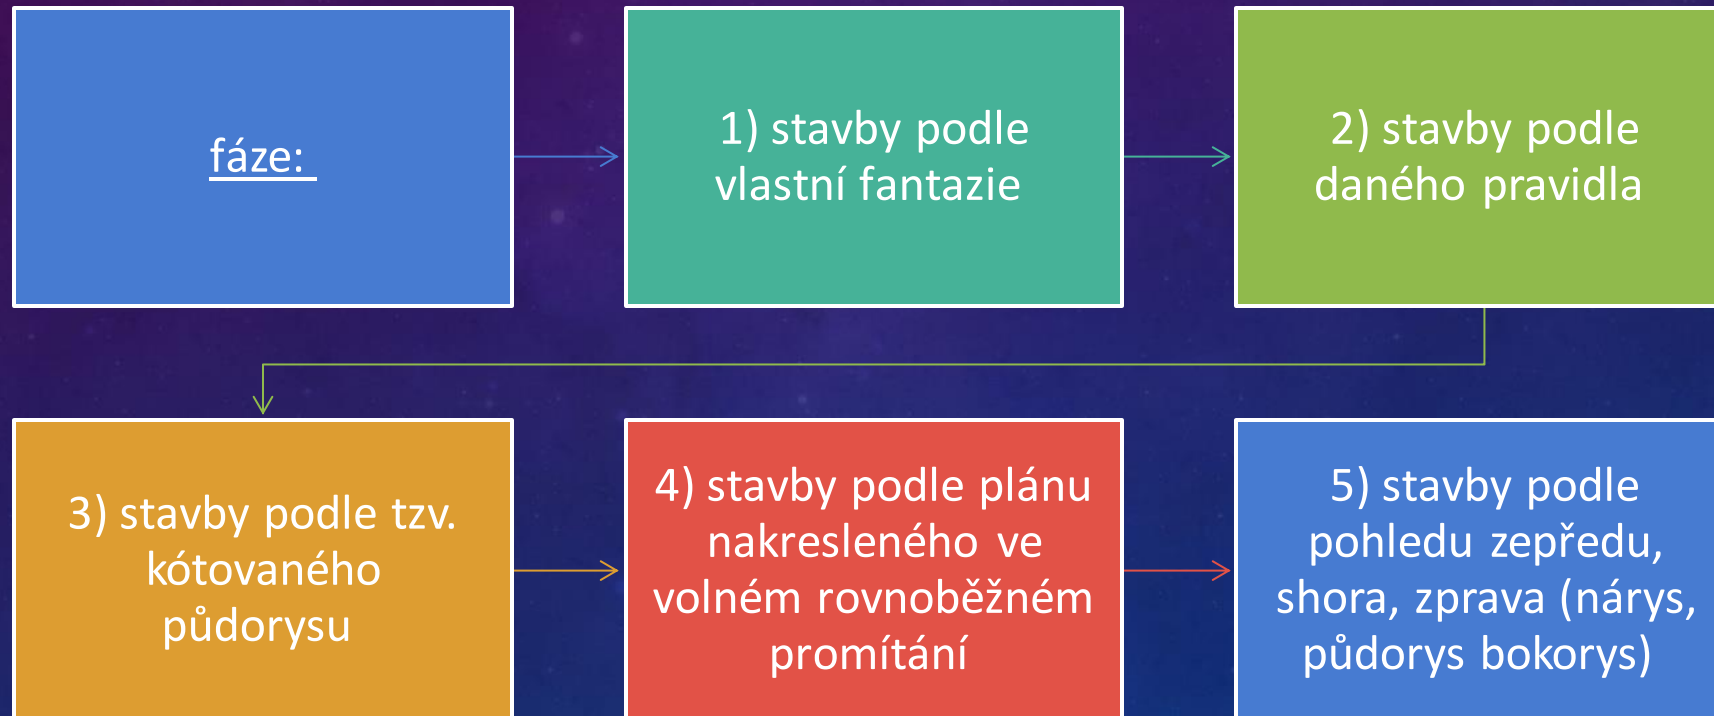 fáze:
1) stavby podle
vlastní fantazie
2) stavby podle
daného pravidla
3) stavby podle tzv.
kótovaného
půdorysu
4) stavby podle plánu
nakresleného ve
volném rovnoběžném
promítání
5) stavby podle
pohledu zepředu,
shora, zprava (nárys,
půdorys bokorys)